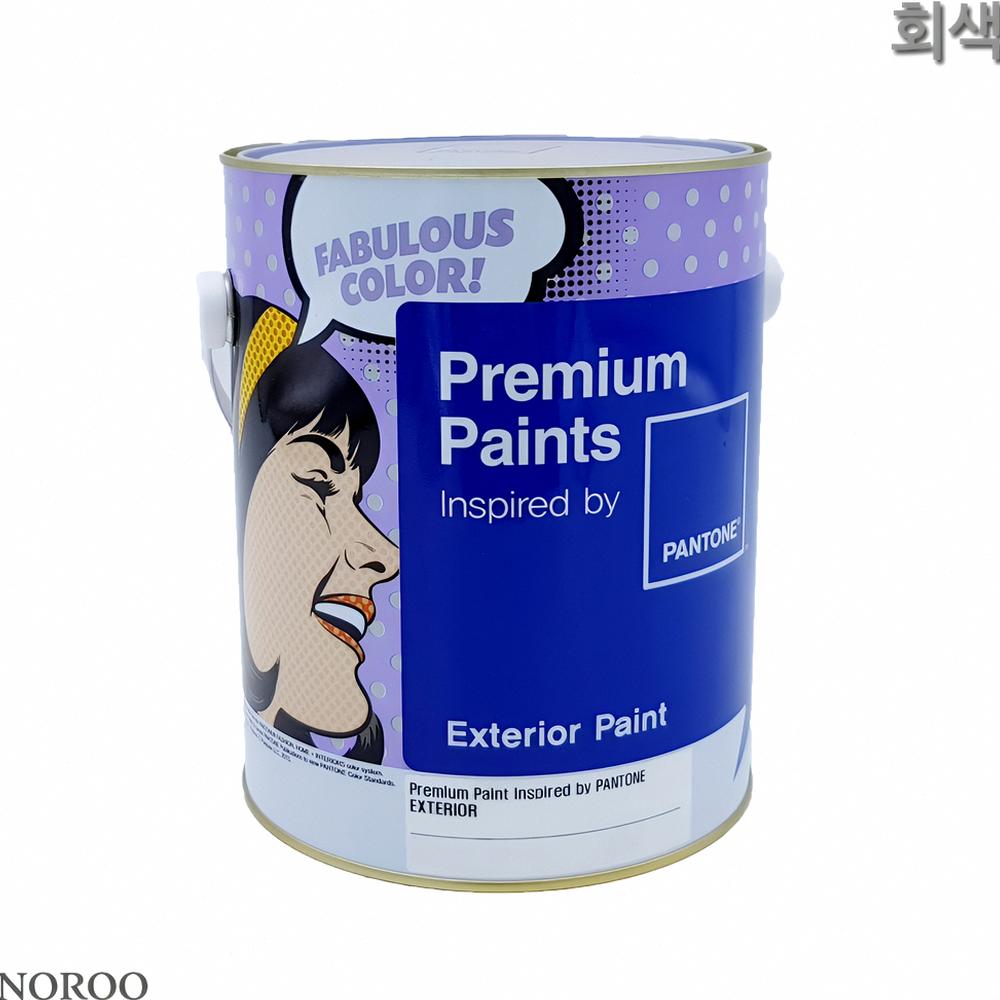 회색
FABULOUS
COLOR!
Premium
Paints
Inspired by
PANTONE®
Exterior Paint
Premium Paint Inspired by PANTONE
EXTERIOR
NOROO